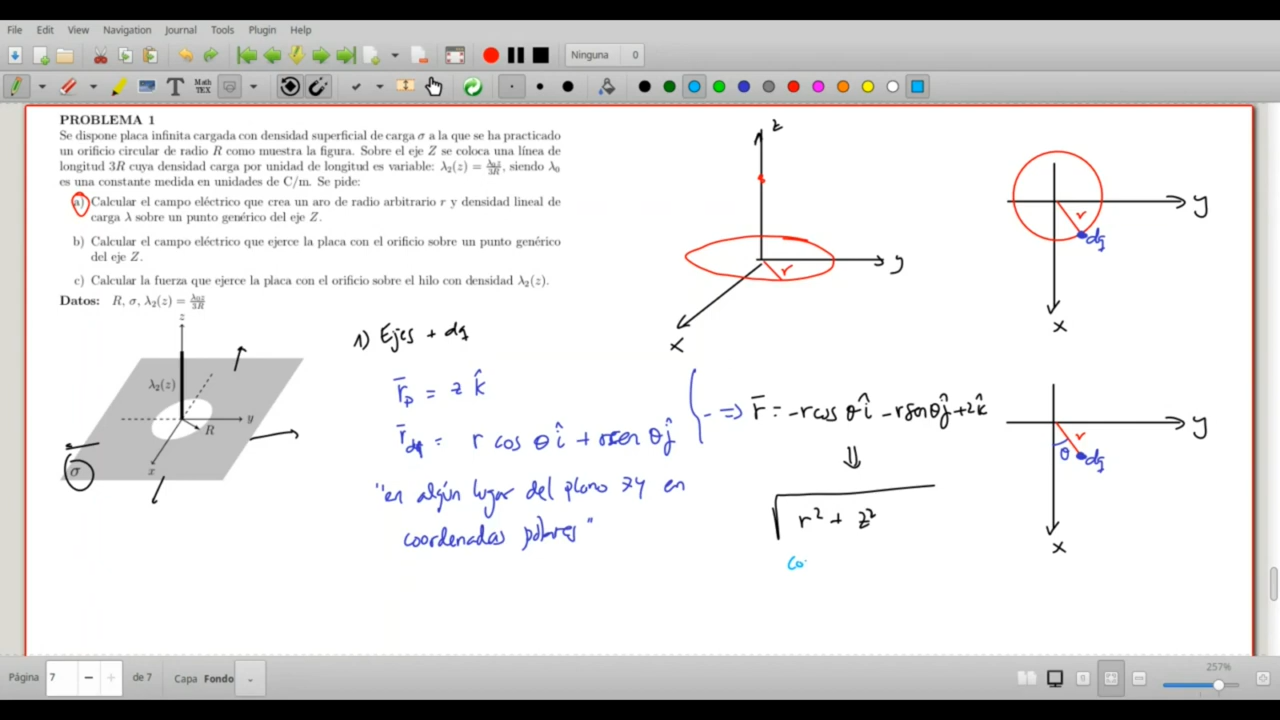 File Edit View Navigation Journal Tools Plugin Help
Ninguna 0
T Math TEX
PROBLEMA 1
Se dispone placa infinita cargada con densidad superficial de carga σ a la que se ha practicado
un orificio circular de radio R como muestra la figura. Sobre el eje Z se coloca una línea de
longitud 3R cuya densidad carga por unidad de longitud es variable: λ₂(z) = λ₀z/3R, siendo λ₀
es una constante medida en unidades de C/m. Se pide:
a) Calcular el campo eléctrico que crea un aro de radio arbitrario r y densidad lineal de
carga λ sobre un punto genérico del eje Z.
b) Calcular el campo eléctrico que ejerce la placa con el orificio sobre un punto genérico
del eje Z.
c) Calcular la fuerza que ejerce la placa con el orificio sobre el hilo con densidad λ₂(z).
Datos: R, σ, λ₂(z) = λ₀z/3R
z
λ₂(z)
y
R
x
σ
z
y
r
x
y
r
dq
x
1) Ejes + dq
r̄p = z k̂
r̄dq = r cos θ î + r sen θ ĵ
"en algún lugar del plano xy en
coordenadas polares"
⇒ r̄ = -r cos θ î - r sen θ ĵ + z k̂
⇓
√(r² + z²)
co
y
r
θ
dq
x
Página 7 de 7 Capa Fondo
257%